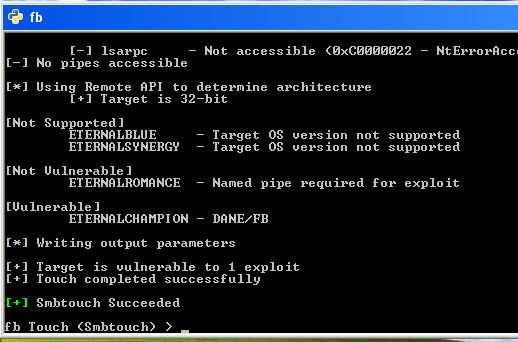 fb
[-] lsarpc - Not accessible (0xC0000022 - NtErrorAcce
[-] No pipes accessible
[*] Using Remote API to determine architecture
[+] Target is 32-bit
[Not Supported]
ETERNALBLUE - Target OS version not supported
ETERNALSYNERGY - Target OS version not supported
[Not Vulnerable]
ETERNALROMANCE - Named pipe required for exploit
[Vulnerable]
ETERNALCHAMPION - DANE/FB
[*] Writing output parameters
[+] Target is vulnerable to 1 exploit
[+] Touch completed successfully
[+] Smbtouch Succeeded
fb Touch (Smbtouch) > _